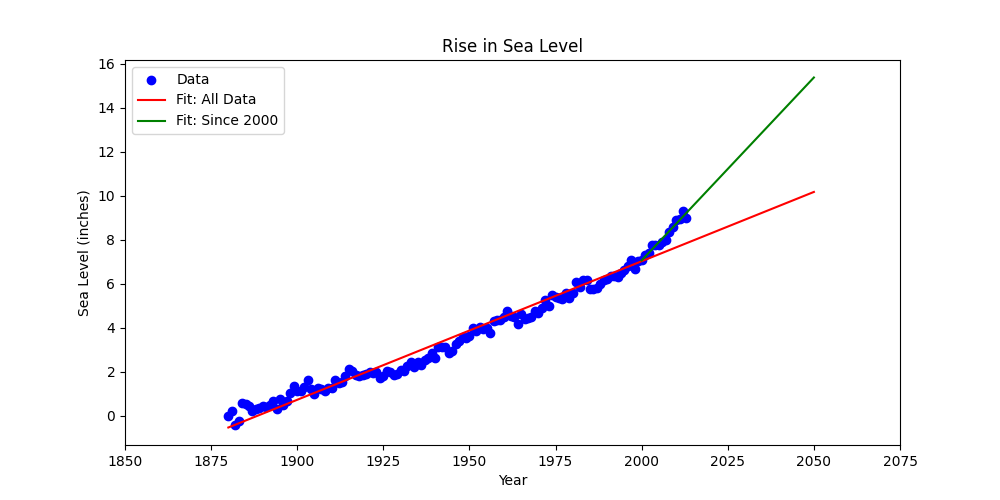 Rise in Sea Level
16
14
12
10
8
6
4
2
0
Sea Level (inches)
Data
Fit: All Data
Fit: Since 2000
1850 1875 1900 1925 1950 1975 2000 2025 2050 2075
Year